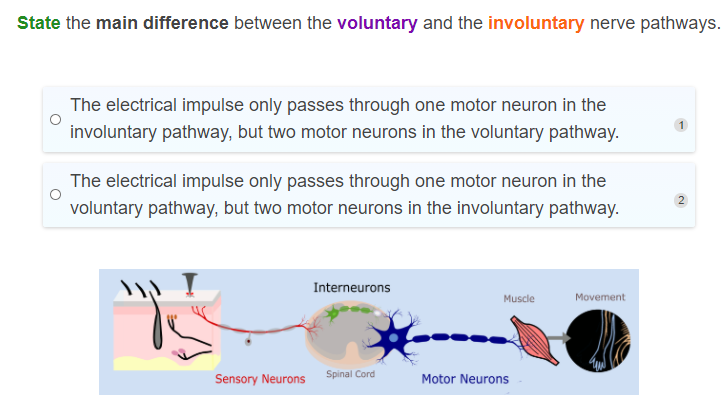 State the main difference between the voluntary and the involuntary nerve pathways.
The electrical impulse only passes through one motor neuron in the
involuntary pathway, but two motor neurons in the voluntary pathway.
1
The electrical impulse only passes through one motor neuron in the
voluntary pathway, but two motor neurons in the involuntary pathway.
2
Interneurons
Muscle
Movement
Sensory Neurons
Spinal Cord
Motor Neurons